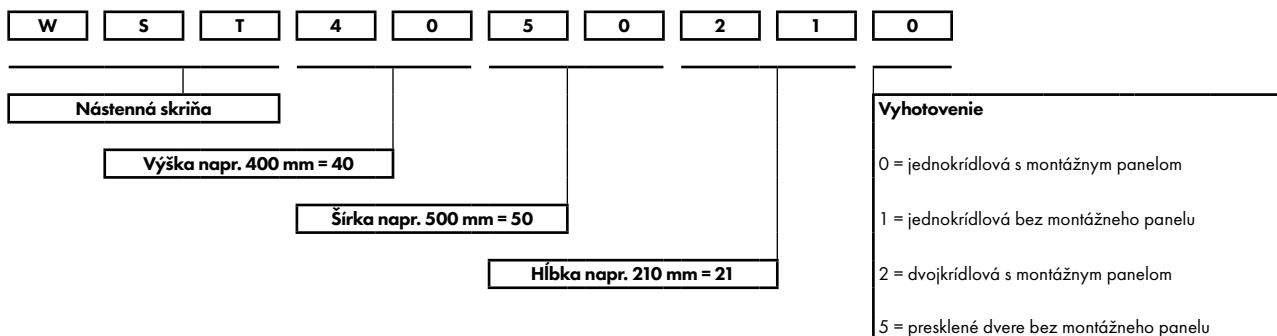 W S T 4 0 5 0 2 1 0
Nástenná skriňa
Výška napr. 400 mm = 40
Šírka napr. 500 mm = 50
Hĺbka napr. 210 mm = 21
Vyhotovenie
0 = jednokrídlová s montážnym panelom
1 = jednokrídlová bez montážneho panelu
2 = dvojkrídlová s montážnym panelom
5 = presklené dvere bez montážneho panelu